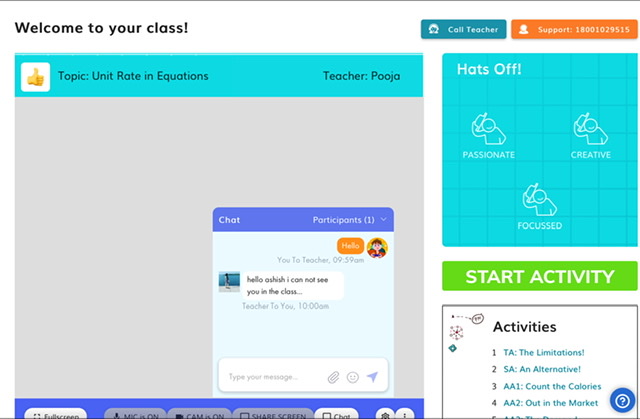 Welcome to your class!
Call Teacher
Support: 18001029515
Topic: Unit Rate in Equations
Teacher: Pooja
Hats Off!
PASSIONATE
CREATIVE
FOCUSSED
Chat
Participants (1)
Hello
You To Teacher, 09:59am
hello ashish i can not see
you in the class...
Teacher To You, 10:00am
Type your message...
START ACTIVITY
Activities
1 TA: The Limitations!
2 SA: An Alternative!
3 AA1: Count the Calories
4 AA2: Out in the Market
Fullscreen
MIC is ON
CAM is ON
SHARE SCREEN
Chat
?